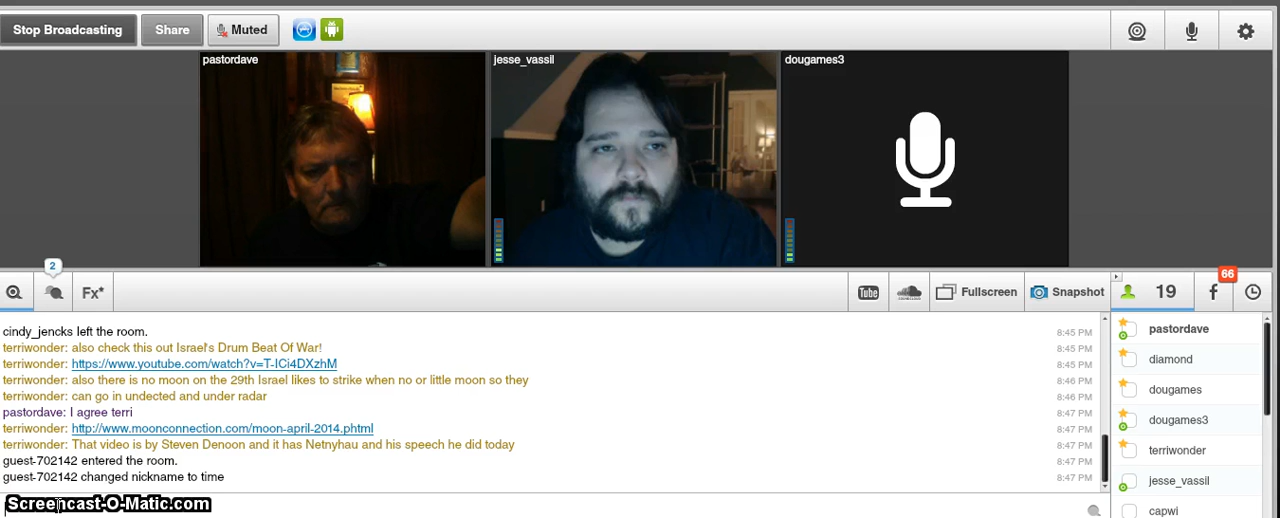 Stop Broadcasting Share Muted
pastordave jesse_vassil dougames3
2 66
Fx* Tube Fullscreen Snapshot 19 f
cindy_jencks left the room. 8:45 PM
terriwonder: also check this out Israel's Drum Beat Of War! 8:45 PM
terriwonder: https://www.youtube.com/watch?v=T-ICi4DXzhM 8:45 PM
terriwonder: also there is no moon on the 29th Israel likes to strike when no or little moon so they 8:46 PM
terriwonder: can go in undected and under radar 8:46 PM
pastordave: I agree terri 8:47 PM
terriwonder: http://www.moonconnection.com/moon-april-2014.phtml 8:47 PM
terriwonder: That video is by Steven Denoon and it has Netnyhau and his speech he did today 8:47 PM
guest-702142 entered the room. 8:47 PM
guest-702142 changed nickname to time 8:47 PM
pastordave
diamond
dougames
dougames3
terriwonder
jesse_vassil
capwi
Screencast-O-Matic.com